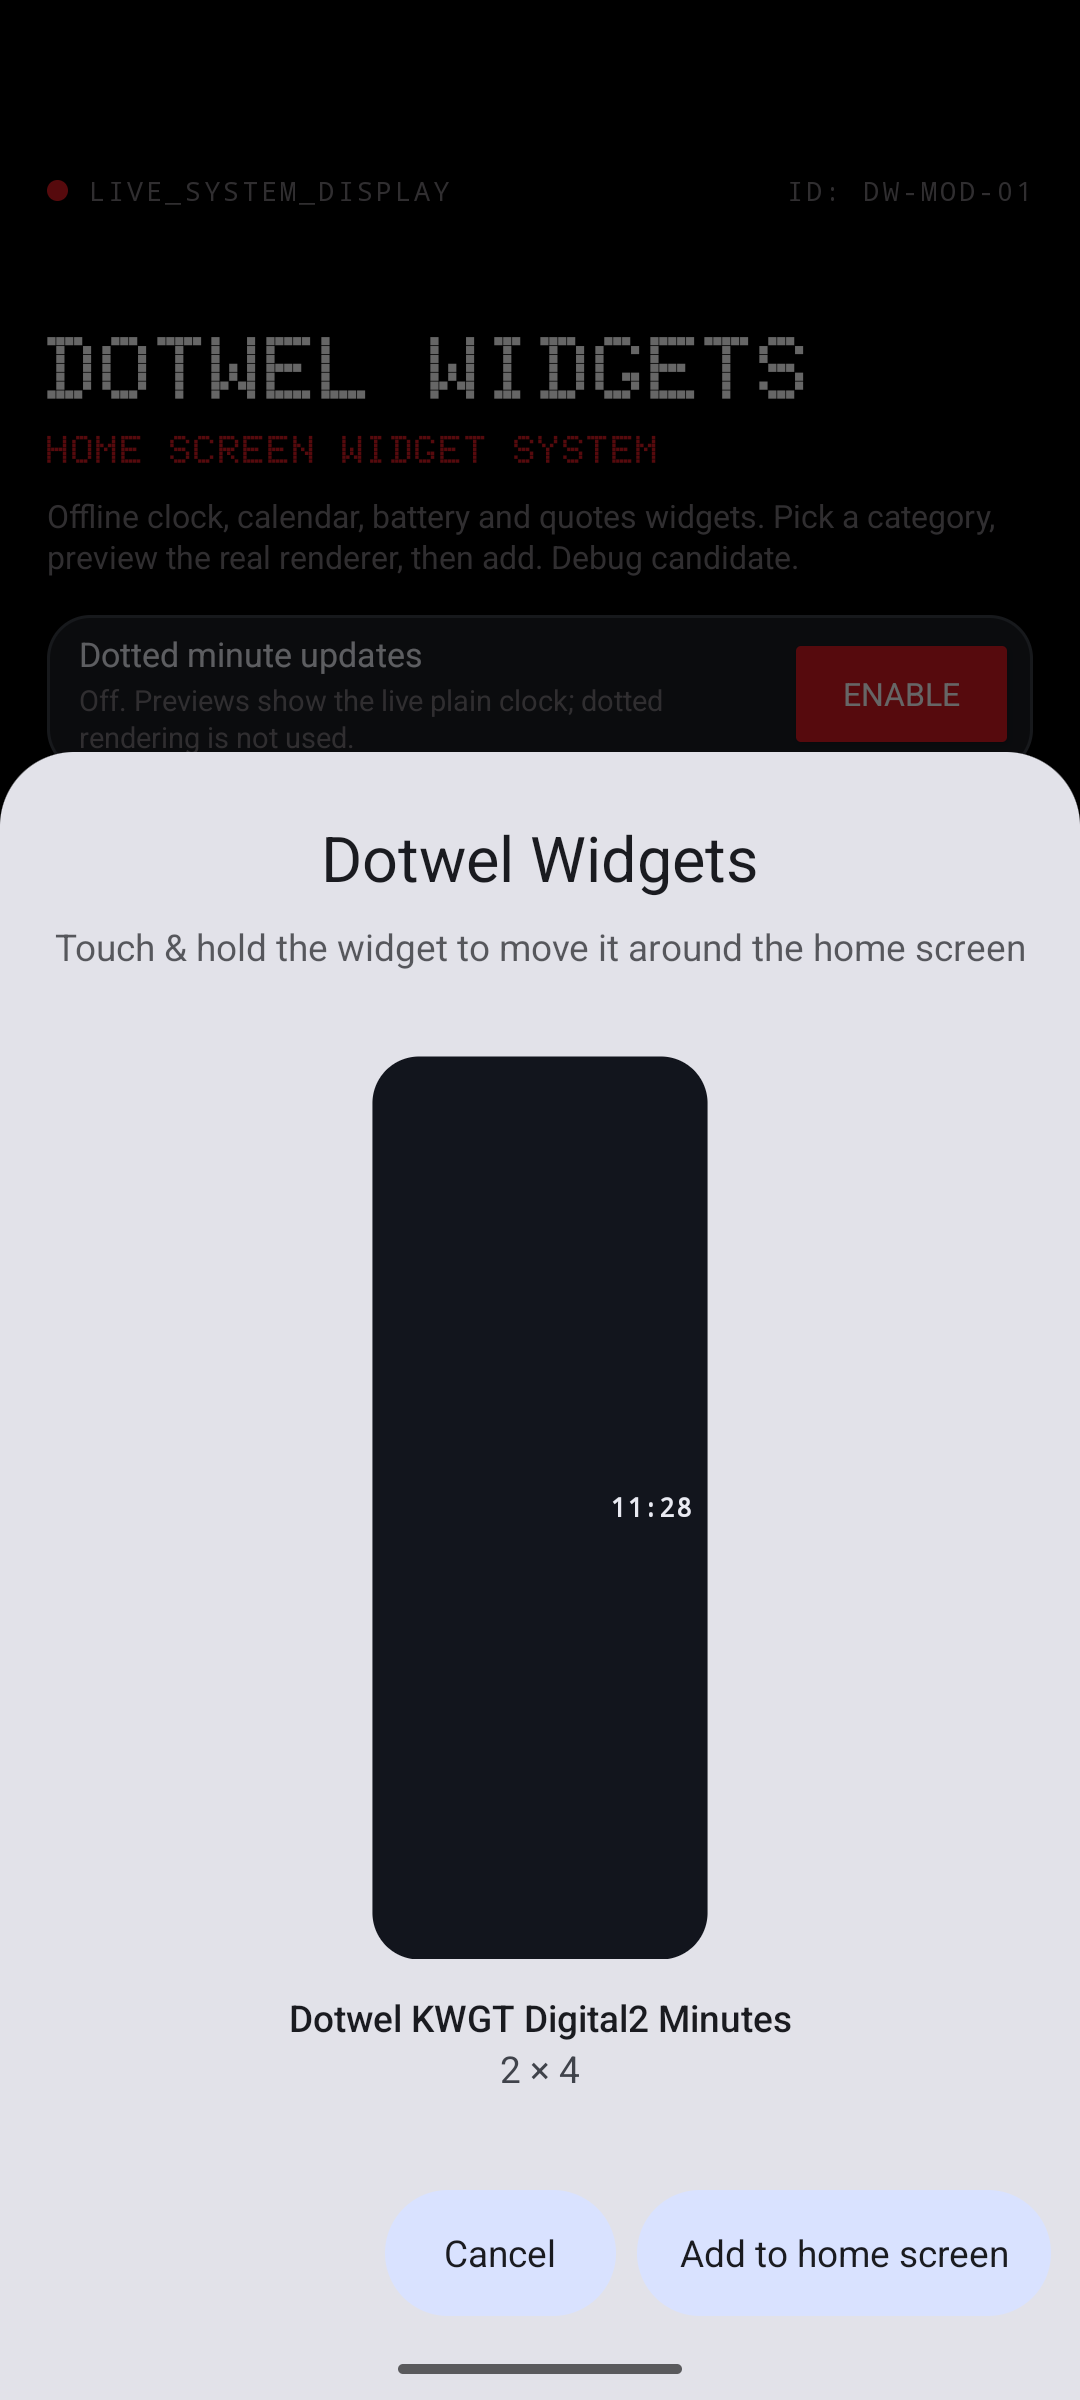 LIVE_SYSTEM_DISPLAY
ID: DW-MOD-01
DOTWEL WIDGETS
HOME SCREEN WIDGET SYSTEM
Offline clock, calendar, battery and quotes widgets. Pick a category,
preview the real renderer, then add. Debug candidate.
Dotted minute updates
Off. Previews show the live plain clock; dotted
rendering is not used.
ENABLE
Dotwel Widgets
Touch & hold the widget to move it around the home screen
11:28
Dotwel KWGT Digital2 Minutes
2 × 4
Cancel
Add to home screen